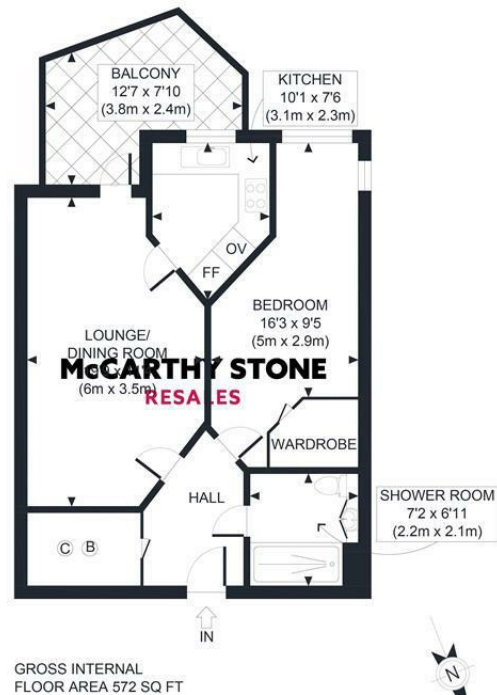 BALCONY
12'7 x 7'10
(3.8m x 2.4m)
KITCHEN
10'1 x 7'6
(3.1m x 2.3m)
OV
FF
BEDROOM
16'3 x 9'5
(5m x 2.9m)
LOUNGE/
DINING ROOM
(6m x 3.5m)
McCARTHY STONE
RESALES
WARDROBE
HALL
SHOWER ROOM
7'2 x 6'11
(2.2m x 2.1m)
C B
IN
N
GROSS INTERNAL
FLOOR AREA 572 SQ FT